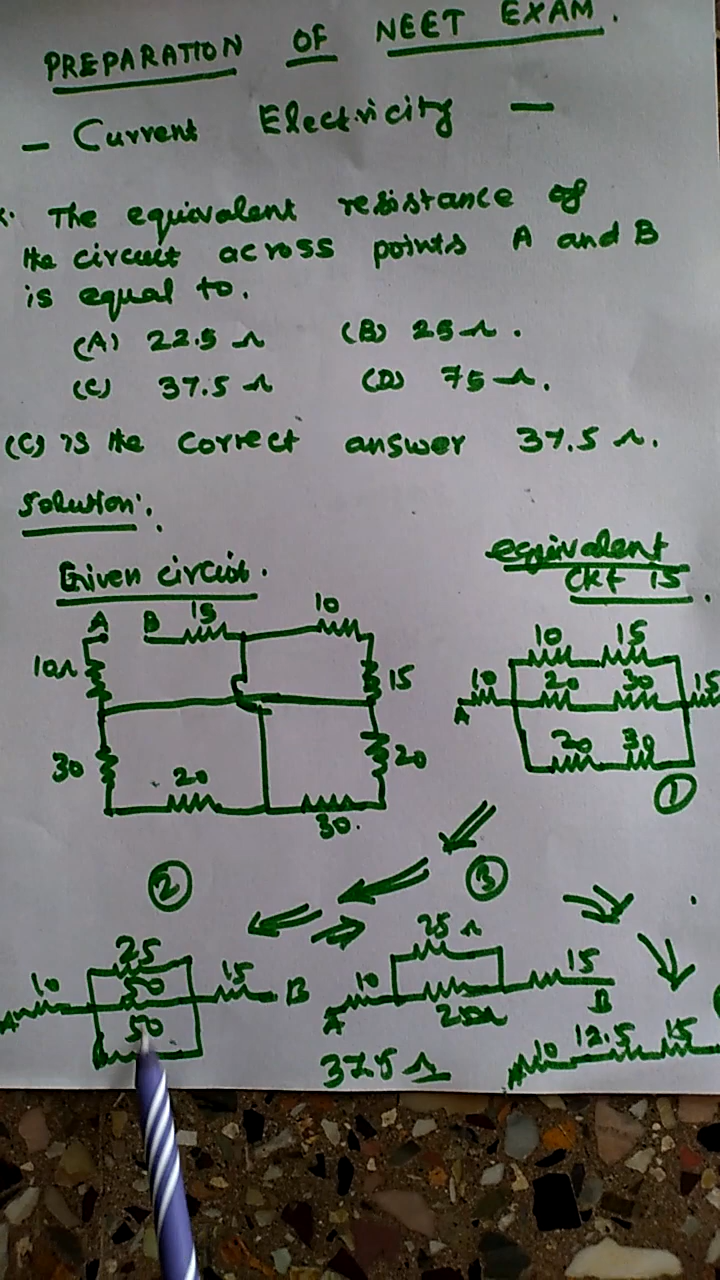 PREPARATION OF NEET EXAM.
- Current Electricity -
The equivalent resistance of
the circuit across points A and B
is equal to.
(A) 22.5 Ω (B) 25 Ω.
(C) 37.5 Ω (D) 75 Ω.
(C) is the correct answer 37.5 Ω.
Solution:
Given circuit.
equivalent
Ckt is.
A B 15 10
10Ω 15
30 20 20
30.
10 15
A 10 20 30 15
20 30
1
2 3
25
A 10 50 15 B
50
25 Ω
A 10 15 B
10 12.5 15
37.5 Ω